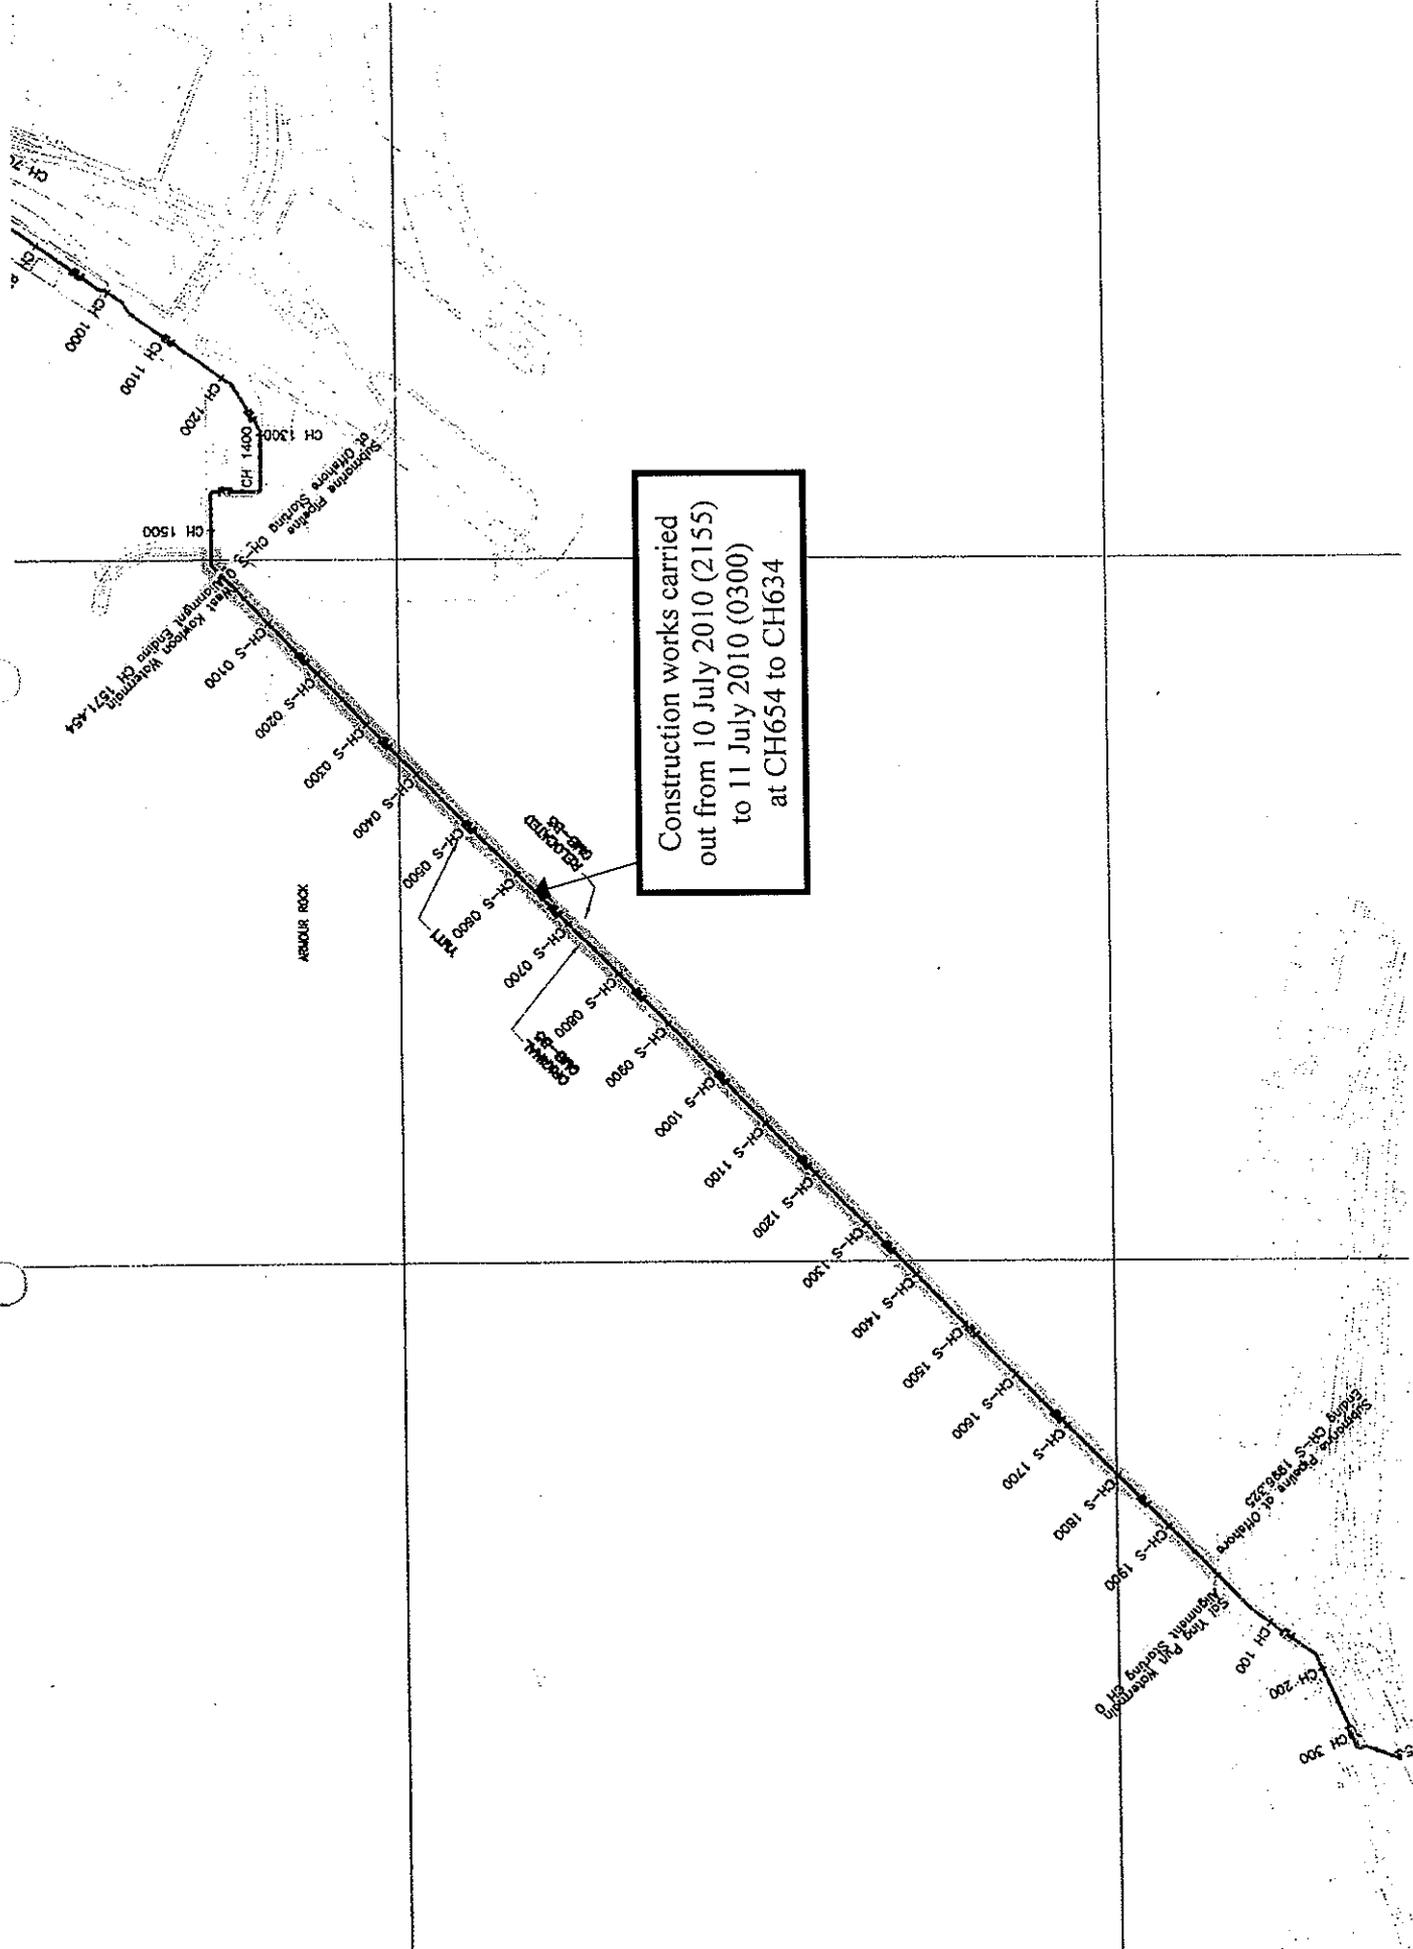 CH 1000
CH 1100
CH 1200
CH 1300
CH 1400
CH 1500
Submarine Pipeline
at Offshore
Starting CH-S 0
West Kowloon Watermain
Alignment Ending CH 1571.454
CH-S 0100
CH-S 0200
CH-S 0300
CH-S 0400
CH-S 0500
CH-S 0600
CH-S 0700
CH-S 0800
CH-S 0900
CH-S 1000
CH-S 1100
CH-S 1200
CH-S 1300
CH-S 1400
CH-S 1500
CH-S 1600
CH-S 1700
CH-S 1800
CH-S 1900
ARMOUR ROCK
RELOCATED
ORIGINAL
Construction works carried
out from 10 July 2010 (2155)
to 11 July 2010 (0300)
at CH654 to CH634
Submarine Pipeline at Offshore
Ending CH-S 1996.325
Sai Ying Pun Watermain
Alignment Starting CH 0
CH 100
CH 200
CH 300